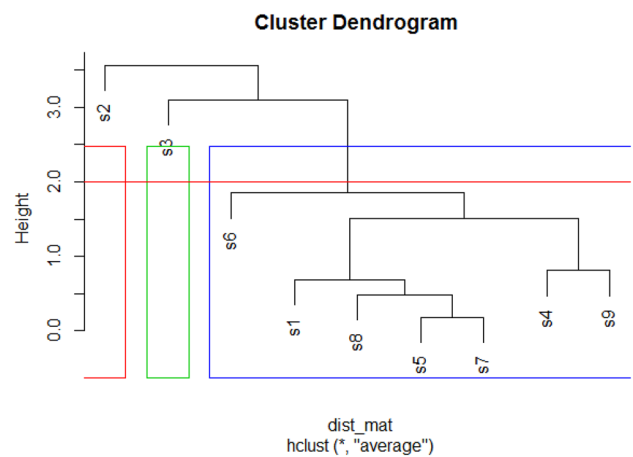 Cluster Dendrogram
Height
3.0
2.0
1.0
0.0
s2
s3
s6
s1
s8
s5
s7
s4
s9
dist_mat
hclust (*, "average")